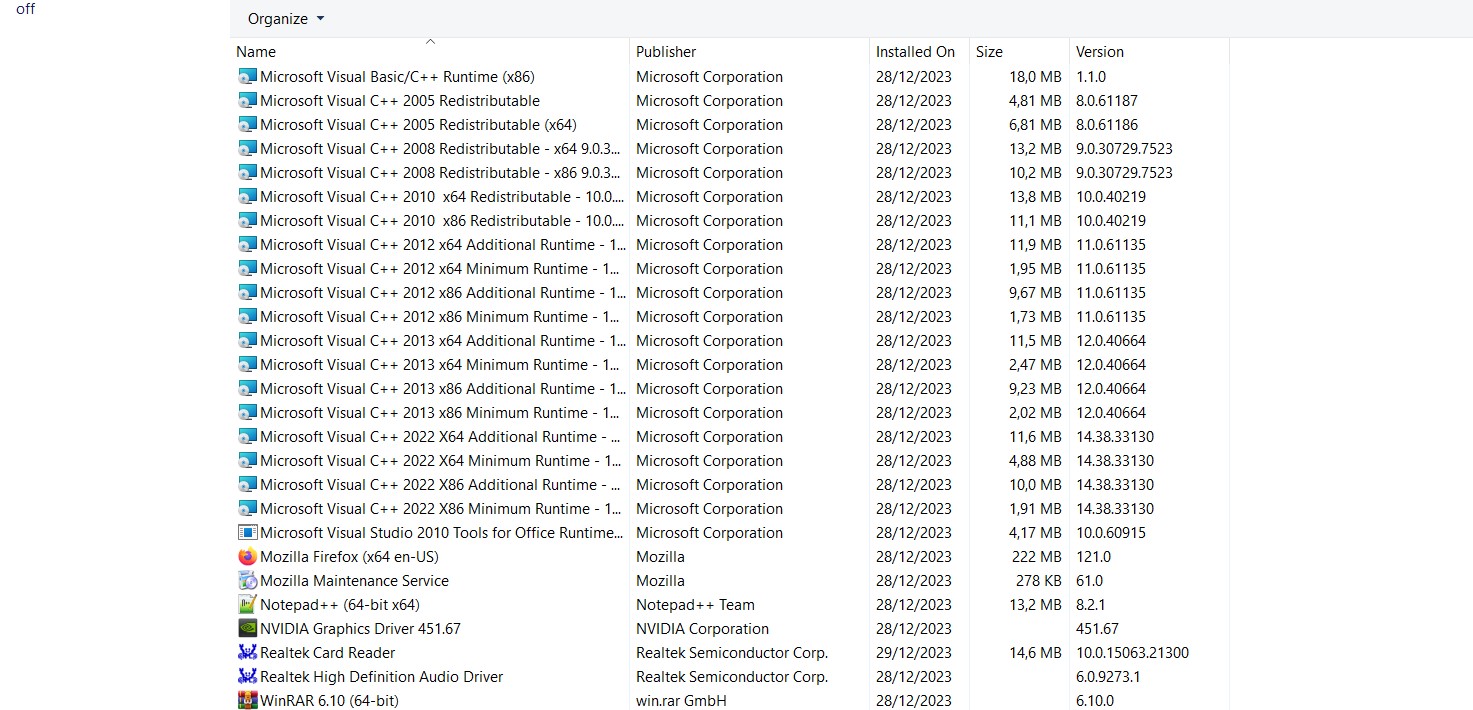 off
Organize
Name Publisher Installed On Size Version
Microsoft Visual Basic/C++ Runtime (x86) Microsoft Corporation 28/12/2023 18,0 MB 1.1.0
Microsoft Visual C++ 2005 Redistributable Microsoft Corporation 28/12/2023 4,81 MB 8.0.61187
Microsoft Visual C++ 2005 Redistributable (x64) Microsoft Corporation 28/12/2023 6,81 MB 8.0.61186
Microsoft Visual C++ 2008 Redistributable - x64 9.0.3... Microsoft Corporation 28/12/2023 13,2 MB 9.0.30729.7523
Microsoft Visual C++ 2008 Redistributable - x86 9.0.3... Microsoft Corporation 28/12/2023 10,2 MB 9.0.30729.7523
Microsoft Visual C++ 2010  x64 Redistributable - 10.0.... Microsoft Corporation 28/12/2023 13,8 MB 10.0.40219
Microsoft Visual C++ 2010  x86 Redistributable - 10.0.... Microsoft Corporation 28/12/2023 11,1 MB 10.0.40219
Microsoft Visual C++ 2012 x64 Additional Runtime - 1... Microsoft Corporation 28/12/2023 11,9 MB 11.0.61135
Microsoft Visual C++ 2012 x64 Minimum Runtime - 1... Microsoft Corporation 28/12/2023 1,95 MB 11.0.61135
Microsoft Visual C++ 2012 x86 Additional Runtime - 1... Microsoft Corporation 28/12/2023 9,67 MB 11.0.61135
Microsoft Visual C++ 2012 x86 Minimum Runtime - 1... Microsoft Corporation 28/12/2023 1,73 MB 11.0.61135
Microsoft Visual C++ 2013 x64 Additional Runtime - 1... Microsoft Corporation 28/12/2023 11,5 MB 12.0.40664
Microsoft Visual C++ 2013 x64 Minimum Runtime - 1... Microsoft Corporation 28/12/2023 2,47 MB 12.0.40664
Microsoft Visual C++ 2013 x86 Additional Runtime - 1... Microsoft Corporation 28/12/2023 9,23 MB 12.0.40664
Microsoft Visual C++ 2013 x86 Minimum Runtime - 1... Microsoft Corporation 28/12/2023 2,02 MB 12.0.40664
Microsoft Visual C++ 2022 X64 Additional Runtime - ... Microsoft Corporation 28/12/2023 11,6 MB 14.38.33130
Microsoft Visual C++ 2022 X64 Minimum Runtime - 1... Microsoft Corporation 28/12/2023 4,88 MB 14.38.33130
Microsoft Visual C++ 2022 X86 Additional Runtime - ... Microsoft Corporation 28/12/2023 10,0 MB 14.38.33130
Microsoft Visual C++ 2022 X86 Minimum Runtime - 1... Microsoft Corporation 28/12/2023 1,91 MB 14.38.33130
Microsoft Visual Studio 2010 Tools for Office Runtime... Microsoft Corporation 28/12/2023 4,17 MB 10.0.60915
Mozilla Firefox (x64 en-US) Mozilla 28/12/2023 222 MB 121.0
Mozilla Maintenance Service Mozilla 28/12/2023 278 KB 61.0
Notepad++ (64-bit x64) Notepad++ Team 28/12/2023 13,2 MB 8.2.1
NVIDIA Graphics Driver 451.67 NVIDIA Corporation 28/12/2023 451.67
Realtek Card Reader Realtek Semiconductor Corp. 29/12/2023 14,6 MB 10.0.15063.21300
Realtek High Definition Audio Driver Realtek Semiconductor Corp. 28/12/2023 6.0.9273.1
WinRAR 6.10 (64-bit) win.rar GmbH 28/12/2023 6.10.0